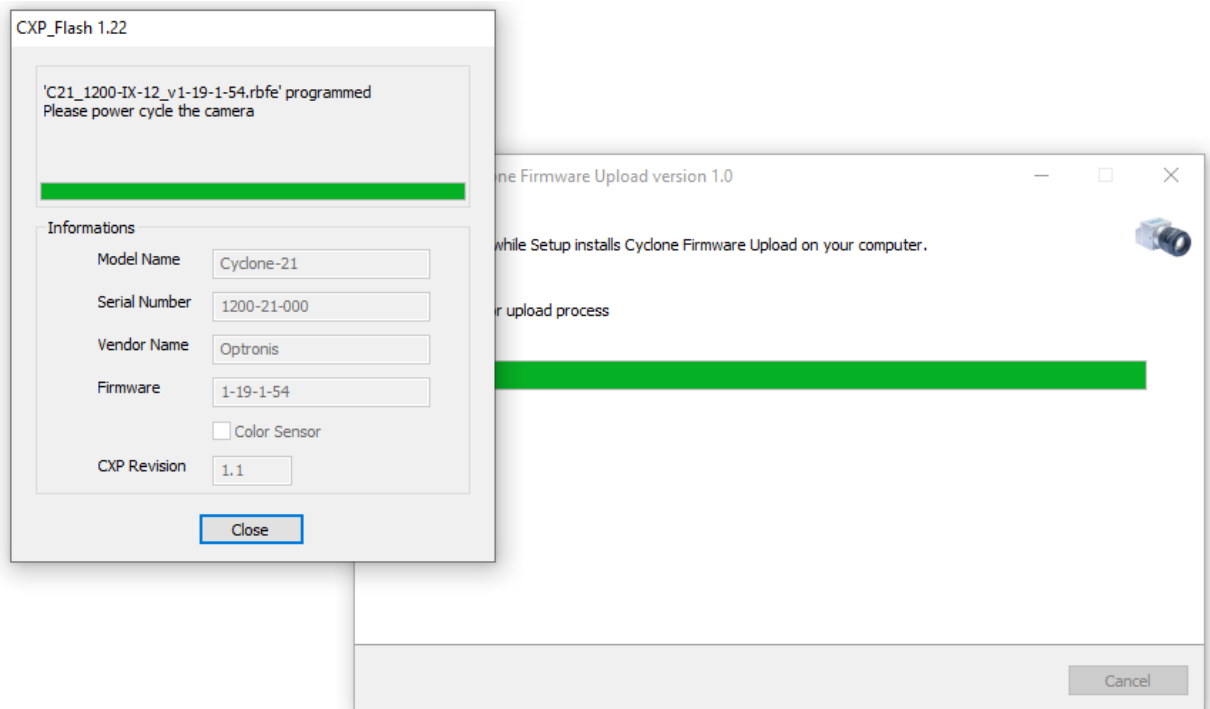 CXP_Flash 1.22
'C21_1200-IX-12_v1-19-1-54.rbfe' programmed
Please power cycle the camera
Informations
Model Name Cyclone-21
Serial Number 1200-21-000
Vendor Name Optronis
Firmware 1-19-1-54
Color Sensor
CXP Revision 1.1
Close
ne Firmware Upload version 1.0
while Setup installs Cyclone Firmware Upload on your computer.
r upload process
Cancel